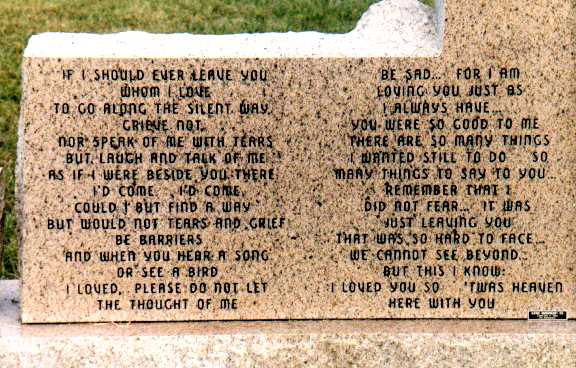 IF I SHOULD EVER LEAVE YOU
WHOM I LOVE
TO GO ALONG THE SILENT WAY,
GRIEVE NOT,
NOR SPEAK OF ME WITH TEARS
BUT LAUGH AND TALK OF ME
AS IF I WERE BESIDE YOU THERE
I'D COME I'D COME,
COULD I BUT FIND A WAY
BUT WOULD NOT TEARS AND GRIEF
BE BARRIERS
AND WHEN YOU HEAR A SONG
OR SEE A BIRD
I LOVED, PLEASE DO NOT LET
THE THOUGHT OF ME
BE SAD... FOR I AM
LOVING YOU JUST AS
I ALWAYS HAVE...
YOU WERE SO GOOD TO ME
THERE ARE SO MANY THINGS
I WANTED STILL TO DO SO
MANY THINGS TO SAY TO YOU...
REMEMBER THAT I
DID NOT FEAR... IT WAS
JUST LEAVING YOU
THAT WAS SO HARD TO FACE...
WE CANNOT SEE BEYOND...
BUT THIS I KNOW:
I LOVED YOU SO 'TWAS HEAVEN
HERE WITH YOU